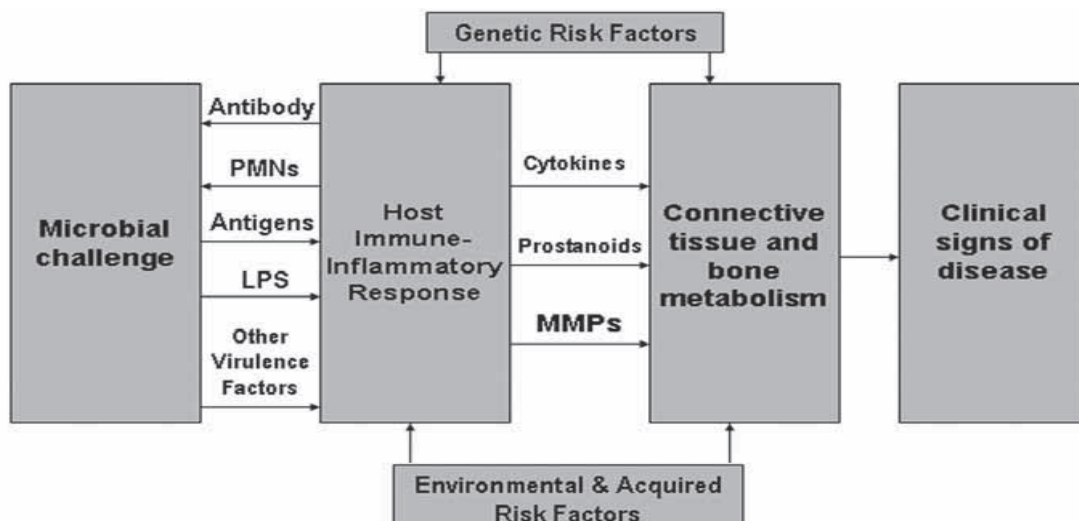 Genetic Risk Factors
Microbial
challenge
Antibody
PMNs
Antigens
LPS
Other
Virulence
Factors
Host
Immune-
Inflammatory
Response
Cytokines
Prostanoids
MMPs
Connective
tissue and
bone
metabolism
Clinical
signs of
disease
Environmental & Acquired
Risk Factors